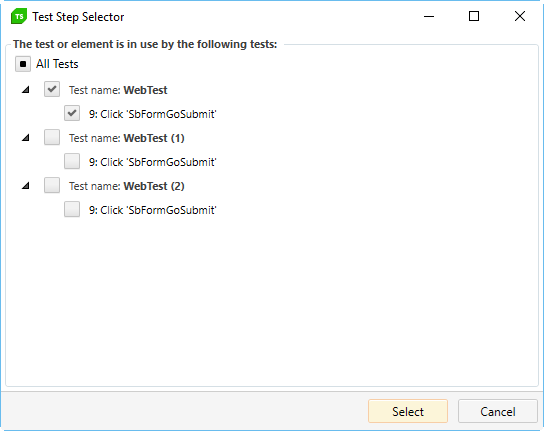 TS Test Step Selector
The test or element is in use by the following tests:
All Tests
Test name: WebTest
9: Click 'SbFormGoSubmit'
Test name: WebTest (1)
9: Click 'SbFormGoSubmit'
Test name: WebTest (2)
9: Click 'SbFormGoSubmit'
Select Cancel